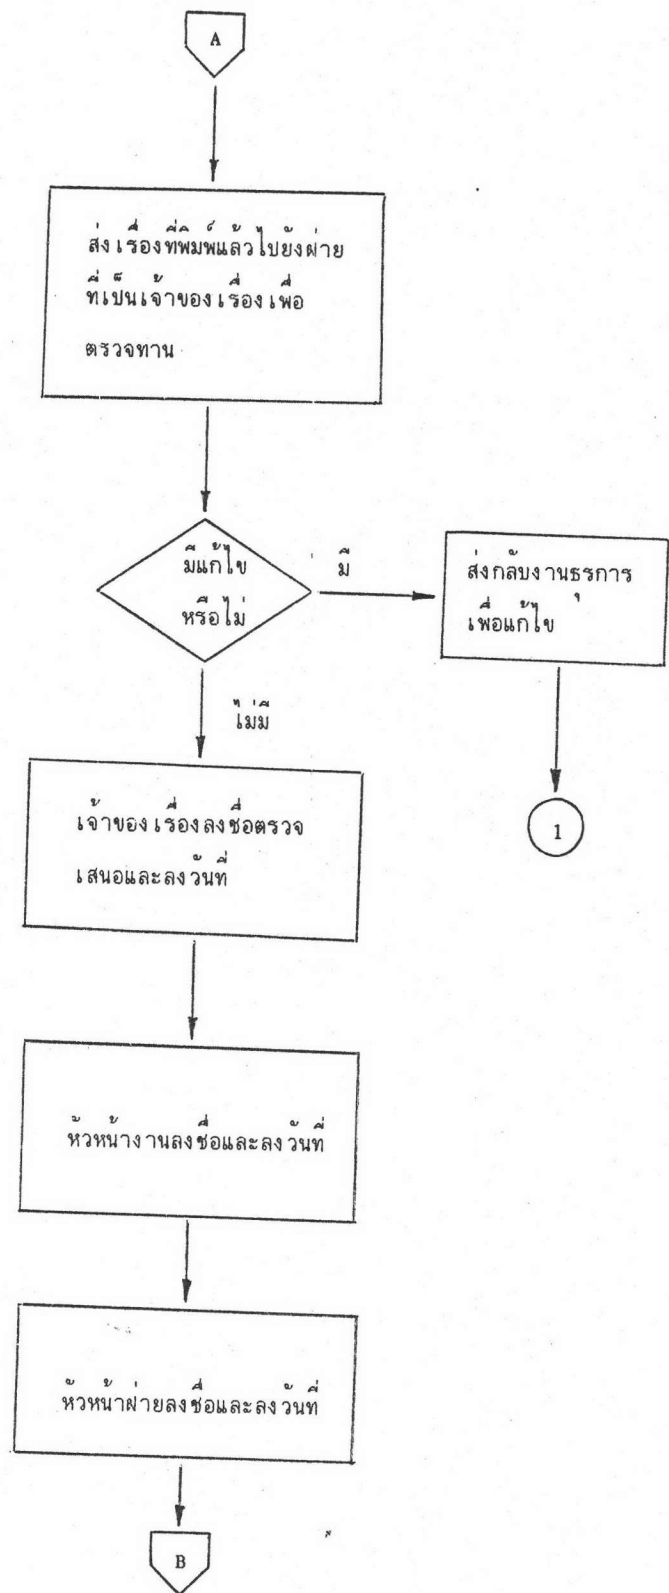 A
ส่งเรื่องที่พิมพ์แล้วไปยังฝ่าย
ที่เป็นเจ้าของเรื่องเพื่อ
ตรวจทาน
มีแก้ไข
หรือไม่
มี
ส่งกลับงานธุรการ
เพื่อแก้ไข
ไม่มี
1
เจ้าของเรื่องลงชื่อตรวจ
เสนอและลงวันที่
หัวหน้างานลงชื่อและลงวันที่
หัวหน้าฝ่ายลงชื่อและลงวันที่
B